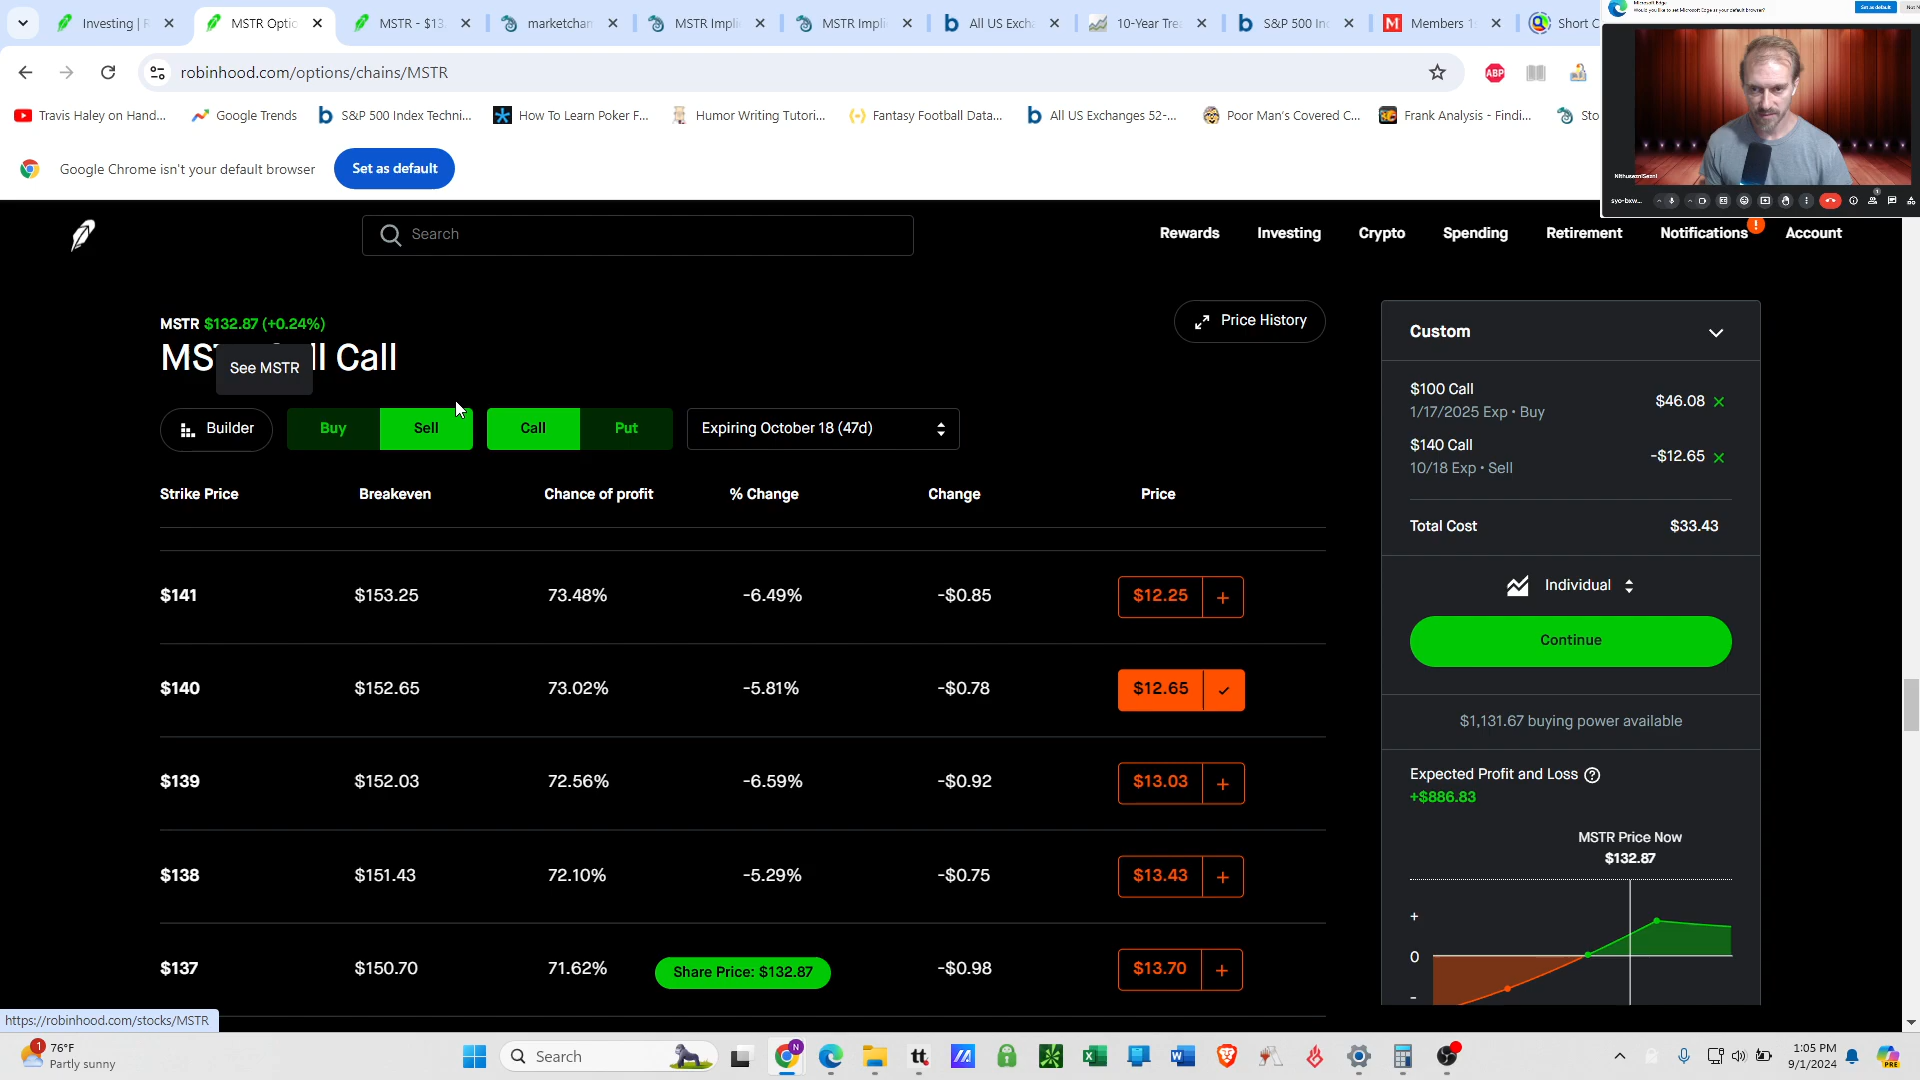 Investing | R
MSTR Optic
MSTR - $13
marketchan
MSTR Impli
MSTR Impli
All US Exch
10-Year Tre
S&P 500 In
Members 1
Short C
robinhood.com/options/chains/MSTR
ABP
Travis Haley on Hand...
Google Trends
S&P 500 Index Techni...
How To Learn Poker F...
Humor Writing Tutori...
Fantasy Football Data...
All US Exchanges 52-...
Poor Man's Covered C...
Frank Analysis - Findi...
Sto
Google Chrome isn't your default browser
Set as default
Search
Rewards
Investing
Crypto
Spending
Retirement
Notifications
Account
MSTR $132.87 (+0.24%)
MS ll Call
See MSTR
Price History
Builder
Buy
Sell
Call
Put
Expiring October 18 (47d)
Strike Price
Breakeven
Chance of profit
% Change
Change
Price
$141 $153.25 73.48% -6.49% -$0.85 $12.25 +
$140 $152.65 73.02% -5.81% -$0.78 $12.65
$139 $152.03 72.56% -6.59% -$0.92 $13.03 +
$138 $151.43 72.10% -5.29% -$0.75 $13.43 +
$137 $150.70 71.62% -$0.98 $13.70 +
Share Price: $132.87
Custom
$100 Call
1/17/2025 Exp • Buy
$46.08
$140 Call
10/18 Exp • Sell
-$12.65
Total Cost $33.43
Individual
Continue
$1,131.67 buying power available
Expected Profit and Loss
+$886.83
MSTR Price Now
$132.87
+
0
-
https://robinhood.com/stocks/MSTR
1
76°F
Partly sunny
Search
N
tt
1:05 PM
9/1/2024
PRE